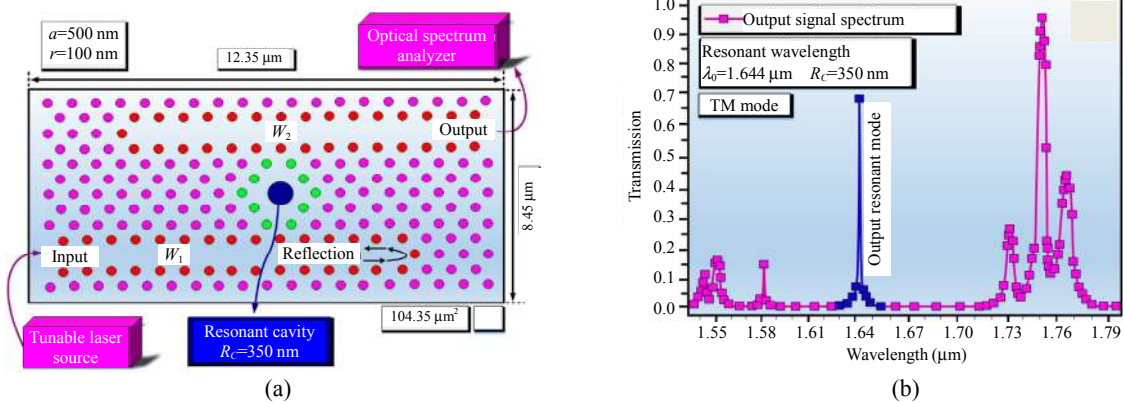 a=500 nm
r=100 nm
12.35 μm
Optical spectrum
analyzer
W2
Output
8.45 μm
Input
W1
Reflection
104.35 μm²
Tunable laser
source
Resonant cavity
RC=350 nm
(a)
1.0
0.9
0.8
0.7
0.6
0.5
0.4
0.3
0.2
0.1
0.0
Transmission
Output signal spectrum
Resonant wavelength
λ0=1.644 μm RC=350 nm
TM mode
Output resonant mode
1.55 1.58 1.61 1.64 1.67 1.70 1.73 1.76 1.79
Wavelength (μm)
(b)